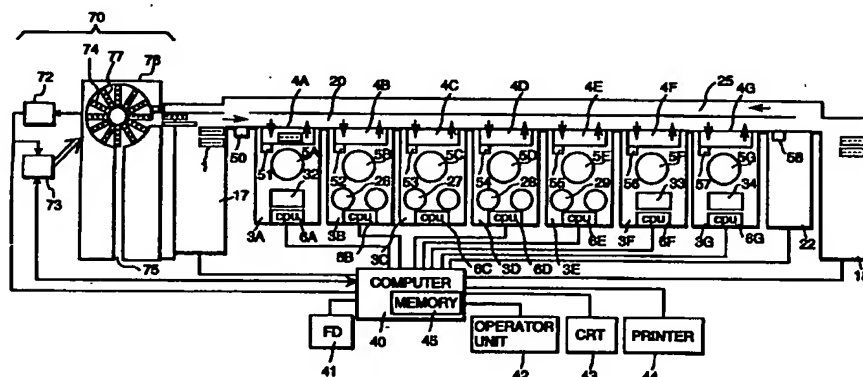 70
74 77 76
72
4A 20 4B 4C 4D 4E 4F 25 4G
50 51 52 53 54 55 56 57 58
5A 5B 5C 5D 5E 5F 5G
73 1 17
32 26 27 28 29 33 34
cpu cpu cpu cpu cpu cpu cpu
3A 6A 3B 6B 3C 6C 3D 6D 3E 6E 3F 6F 3G 6G 22
75
18
COMPUTER
MEMORY
FD
40 45
OPERATOR
UNIT
CRT
PRINTER
41 42 43 44